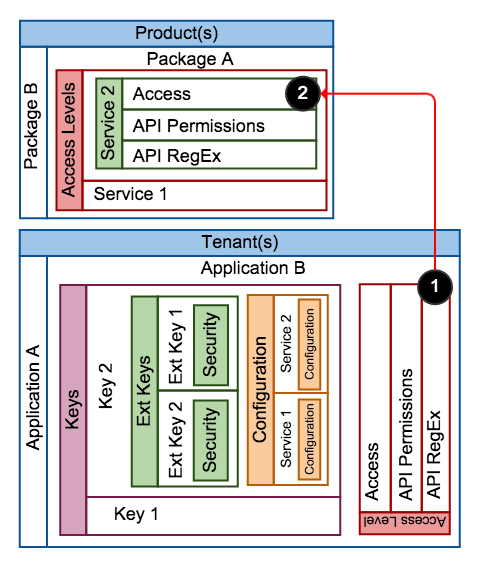 Product(s)
Package A
Package B
Access Levels
Service 2
Access
2
API Permissions
API RegEx
Service 1
Tenant(s)
Application B
1
Application A
Keys
Key 2
Ext Keys
Ext Key 1
Security
Ext Key 2
Security
Configuration
Service 2
Configuration
Service 1
Configuration
Key 1
Access
API Permissions
API RegEx
Access Level